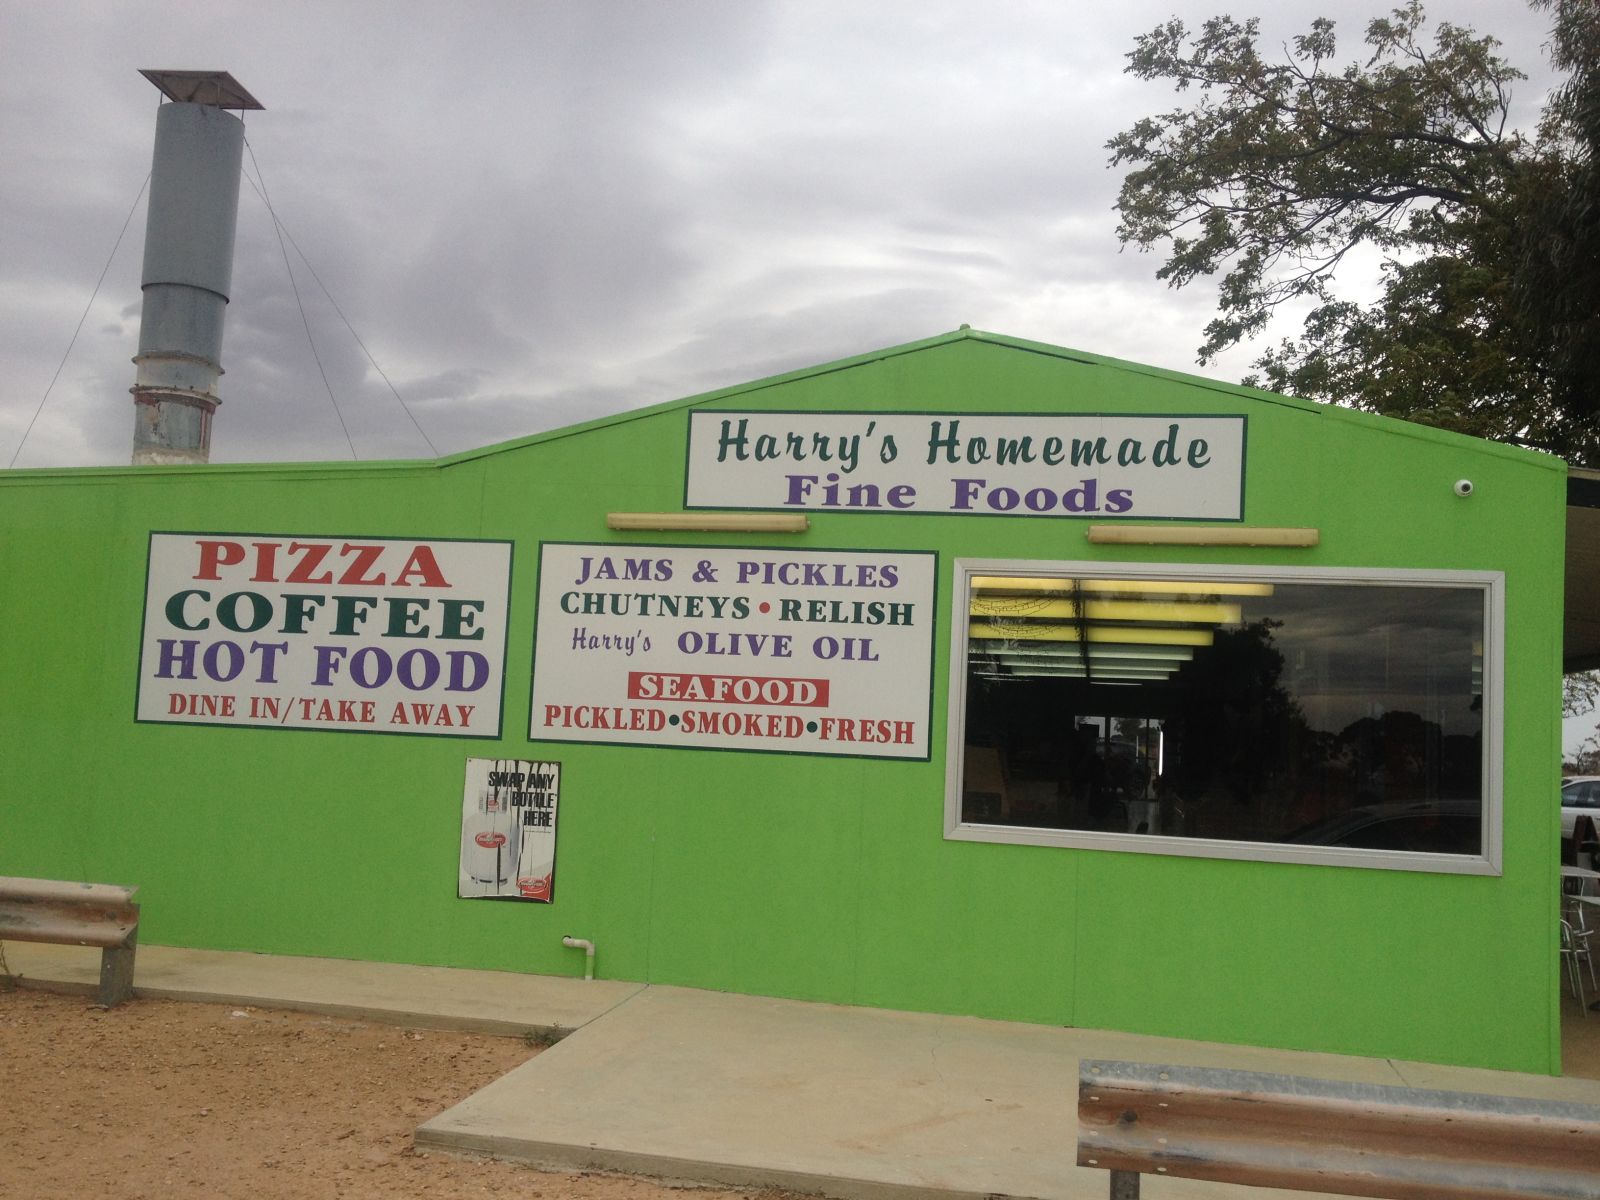 Harry's Homemade
Fine Foods
PIZZA
COFFEE
HOT FOOD
DINE IN/TAKE AWAY
JAMS & PICKLES
CHUTNEYS • RELISH
Harry's OLIVE OIL
SEAFOOD
PICKLED•SMOKED•FRESH
SWAP ANY
BOTTLE
HERE